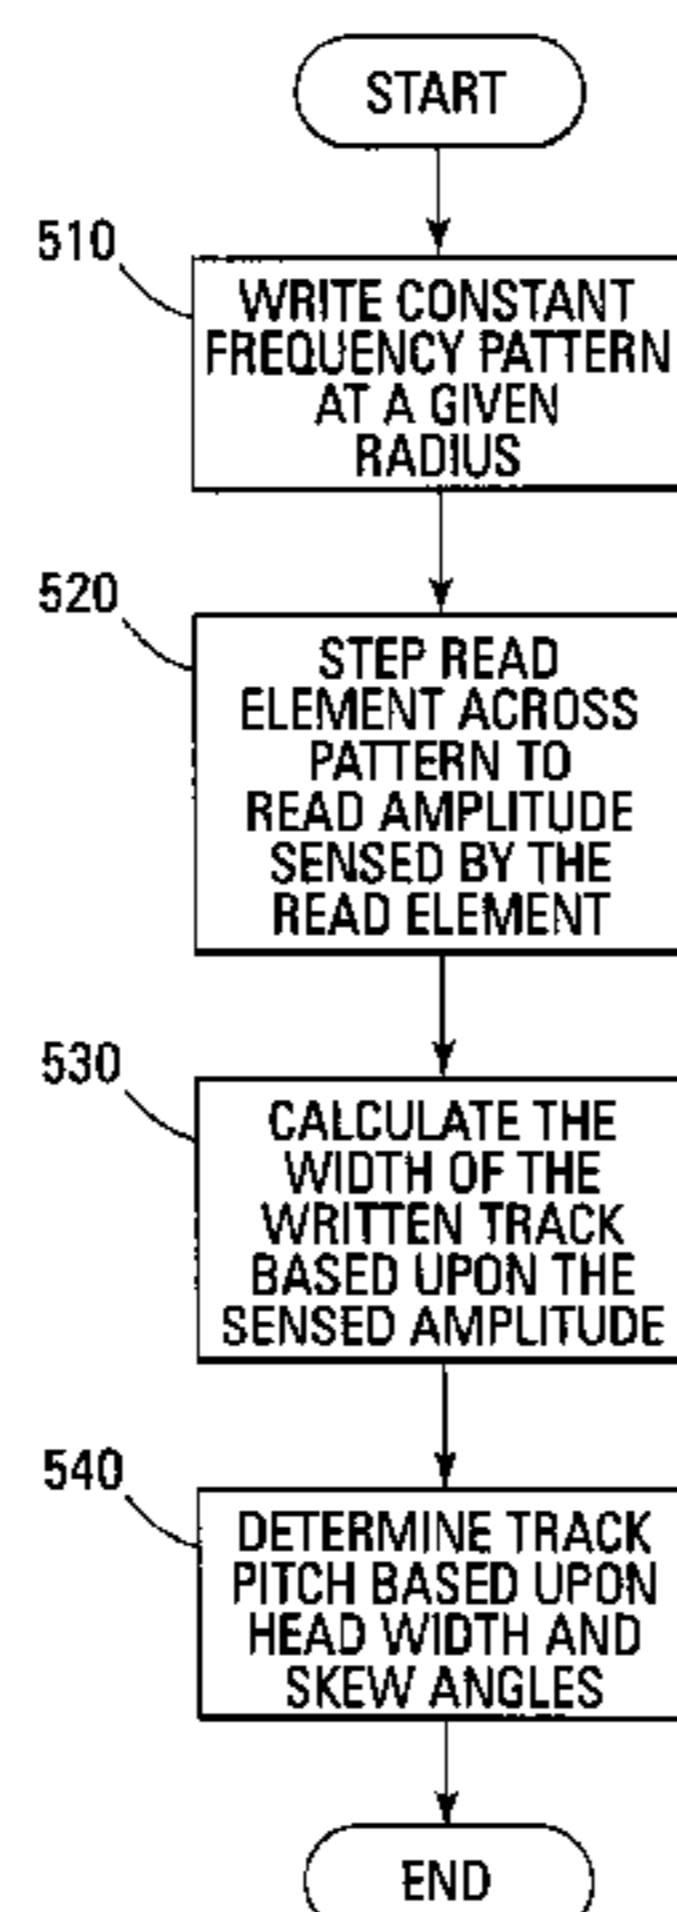 START
510
WRITE CONSTANT
FREQUENCY PATTERN
AT A GIVEN
RADIUS
520
STEP READ
ELEMENT ACROSS
PATTERN TO
READ AMPLITUDE
SENSED BY THE
READ ELEMENT
530
CALCULATE THE
WIDTH OF THE
WRITTEN TRACK
BASED UPON THE
SENSED AMPLITUDE
540
DETERMINE TRACK
PITCH BASED UPON
HEAD WIDTH AND
SKEW ANGLES
END